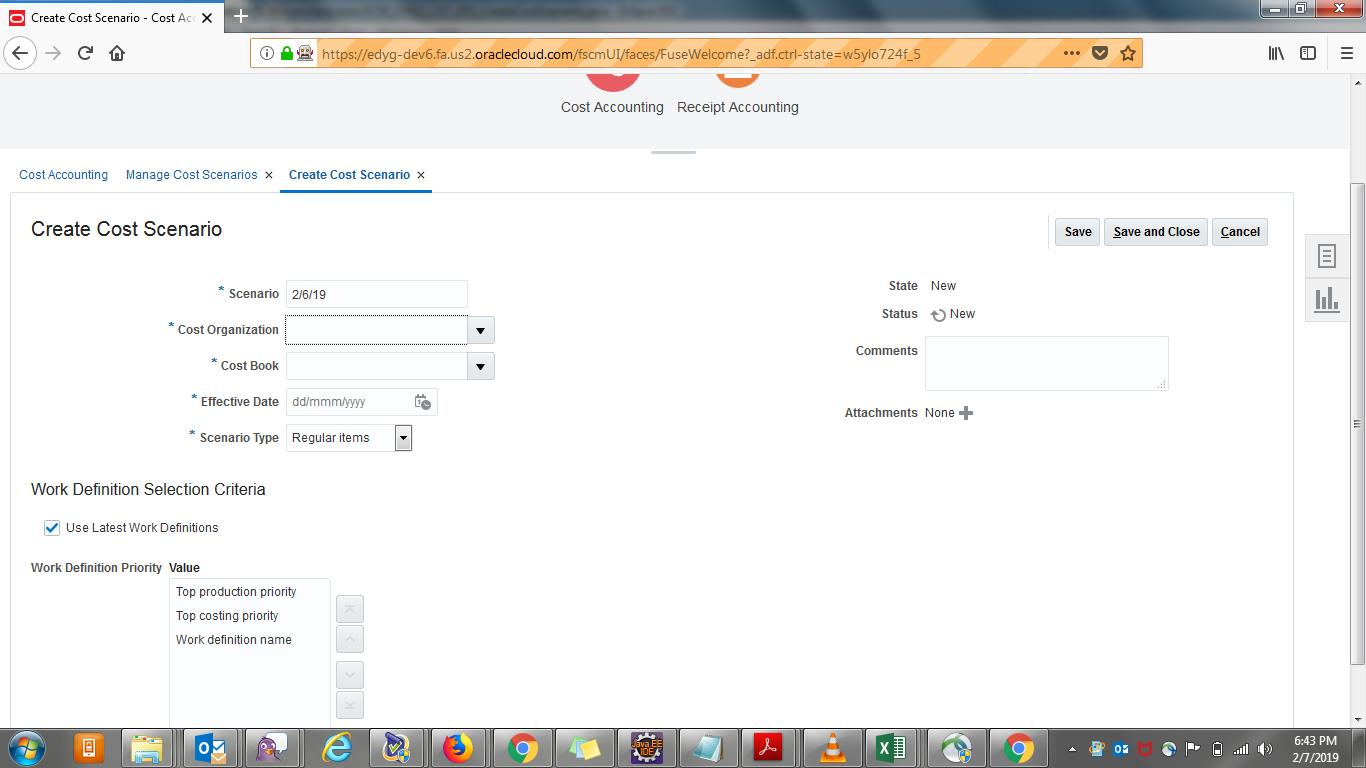 Create Cost Scenario - Cost Acc
https://edyg-dev6.fa.us2.oraclecloud.com/fscmUI/faces/FuseWelcome?_adf.ctrl-state=w5ylo724f_5
Cost Accounting Receipt Accounting
Cost Accounting Manage Cost Scenarios Create Cost Scenario
Create Cost Scenario
Save Save and Close Cancel
* Scenario 2/6/19 State New
* Cost Organization Status New
* Cost Book Comments
* Effective Date dd/mmm/yyyy
Attachments None
* Scenario Type Regular items
Work Definition Selection Criteria
Use Latest Work Definitions
Work Definition Priority Value
Top production priority
Top costing priority
Work definition name
Java EE
IDE
6:43 PM
2/7/2019